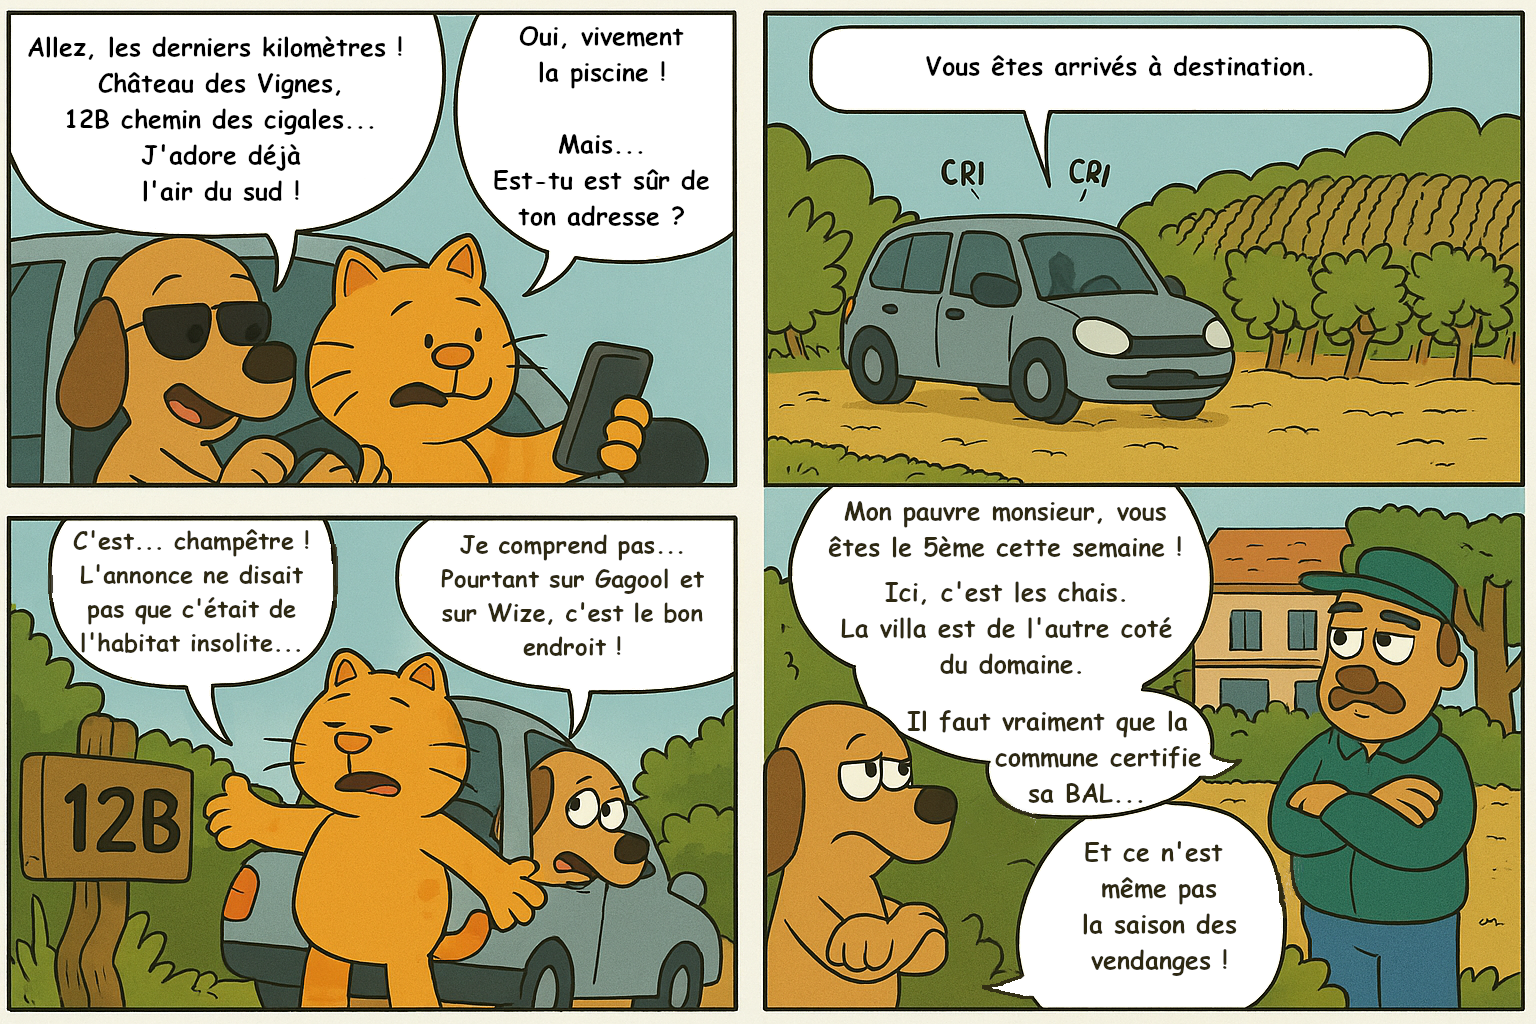 Allez, les derniers kilomètres !
Château des Vignes,
12B chemin des cigales...
J'adore déjà
l'air du sud !
Oui, vivement
la piscine !
Mais...
Est-tu est sûr de
ton adresse ?
Vous êtes arrivés à destination.
CRI
CRI
C'est... champêtre !
L'annonce ne disait
pas que c'était de
l'habitat insolite...
Je comprend pas...
Pourtant sur Gagool et
sur Wize, c'est le bon
endroit !
12B
Mon pauvre monsieur, vous
êtes le 5ème cette semaine !
Ici, c'est les chais.
La villa est de l'autre coté
du domaine.
Il faut vraiment que la
commune certifie
sa BAL...
Et ce n'est
même pas
la saison des
vendanges !